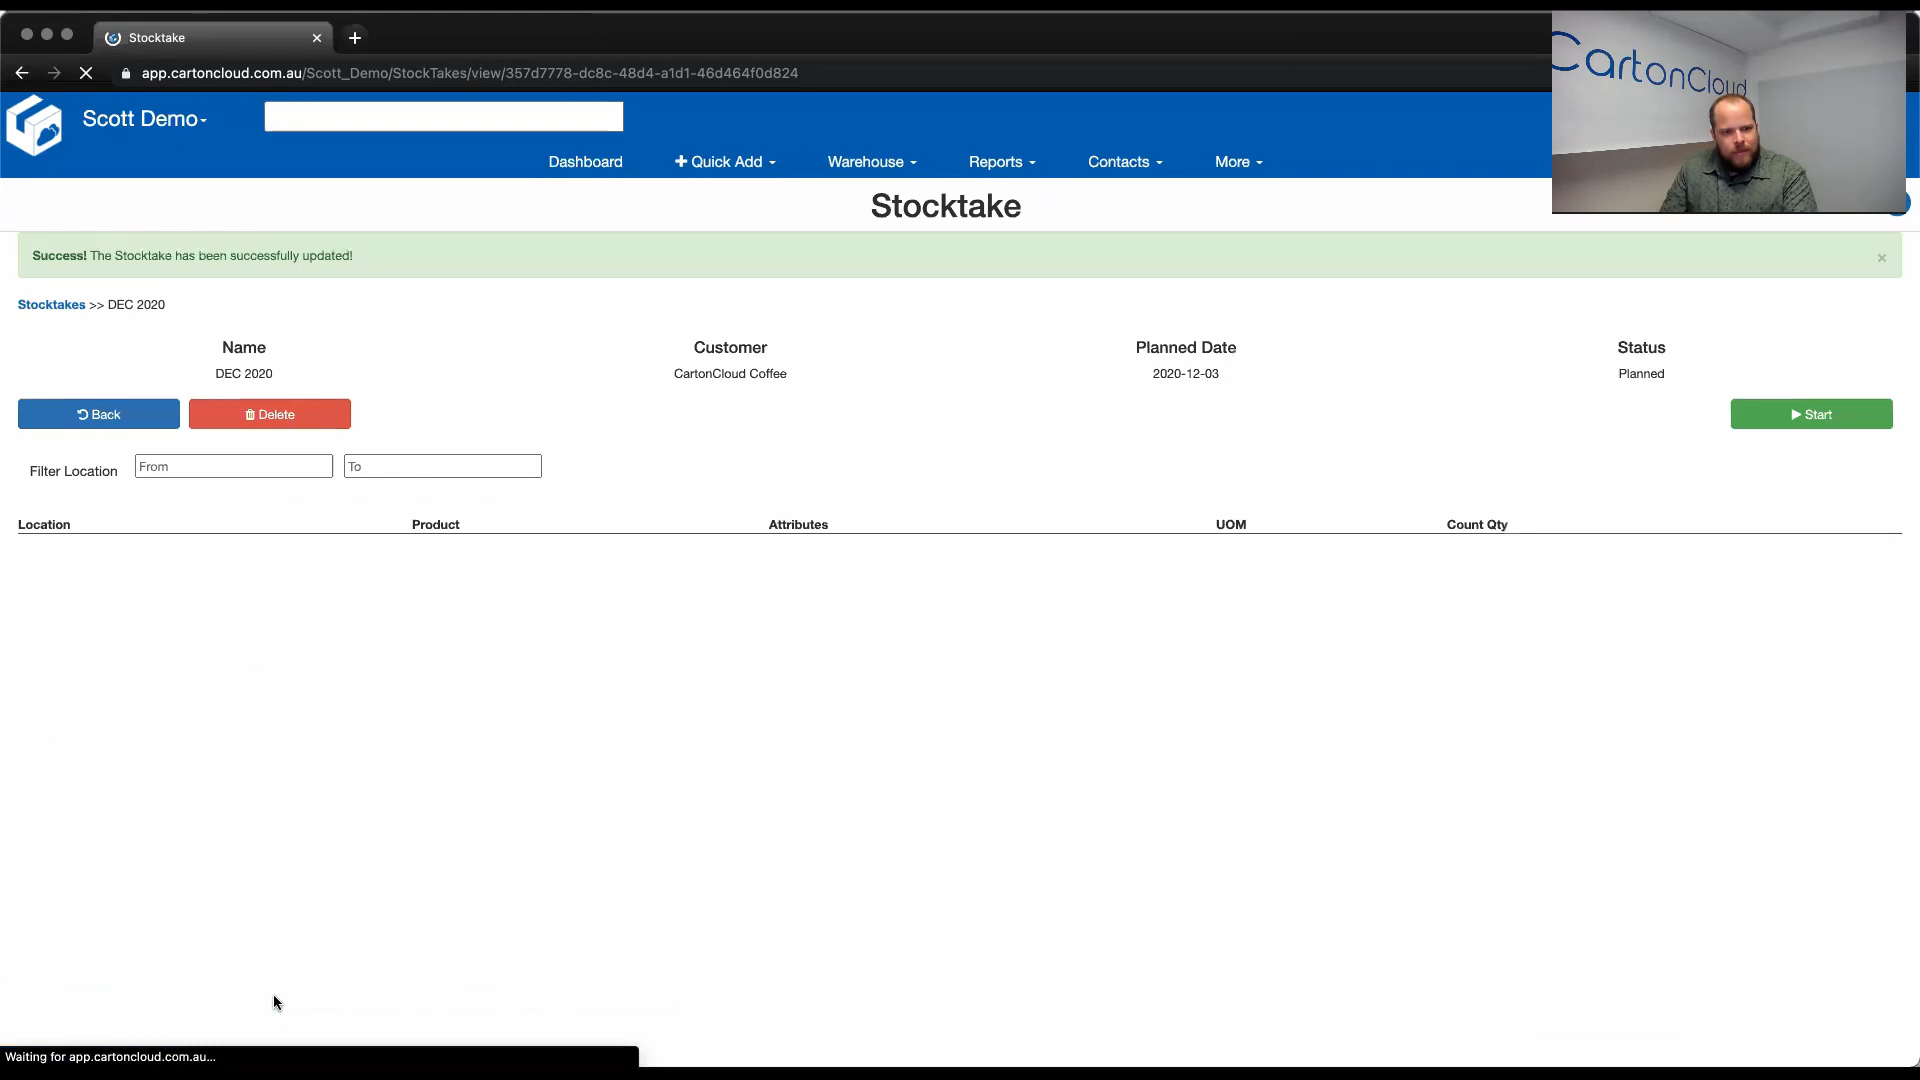 Stocktake
app.cartoncloud.com.au/Scott_Demo/StockTakes/view/357d7778-dc8c-48d4-a1d1-46d464f0d824
CartonCloud
Scott Demo
Dashboard Quick Add Warehouse Reports Contacts More
Stocktake
Success! The Stocktake has been successfully updated!
Stocktakes >> DEC 2020
Name Customer Planned Date Status
DEC 2020 CartonCloud Coffee 2020-12-03 Planned
Back Delete Start
Filter Location From To
Location Product Attributes UOM Count Qty
Waiting for app.cartoncloud.com.au...